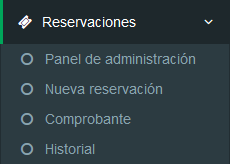 Reservaciones
Panel de administración
Nueva reservación
Comprobante
Historial